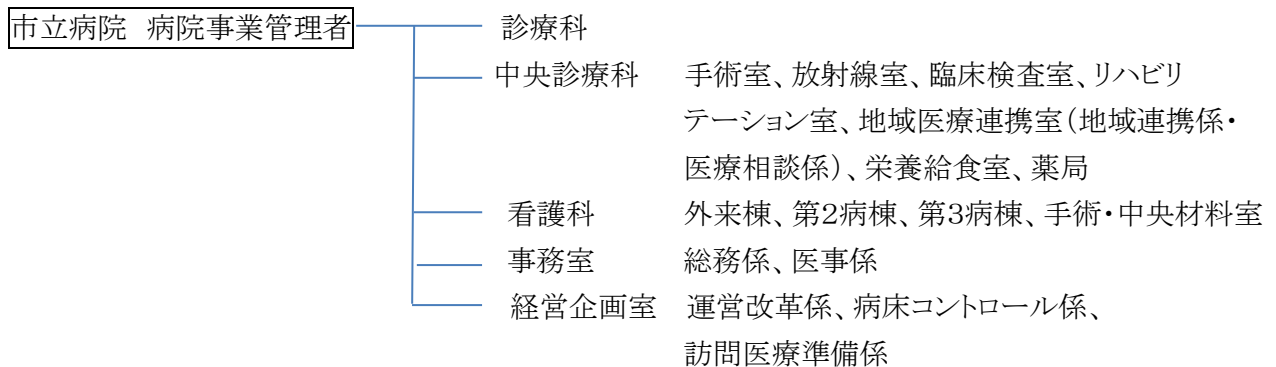 市立病院 病院事業管理者 診療科
中央診療科 手術室、放射線室、臨床検査室、リハビリ
テーション室、地域医療連携室(地域連携係・
医療相談係)、栄養給食室、薬局
看護科 外来棟、第2病棟、第3病棟、手術・中央材料室
事務室 総務係、医事係
経営企画室 運営改革係、病床コントロール係、
訪問医療準備係